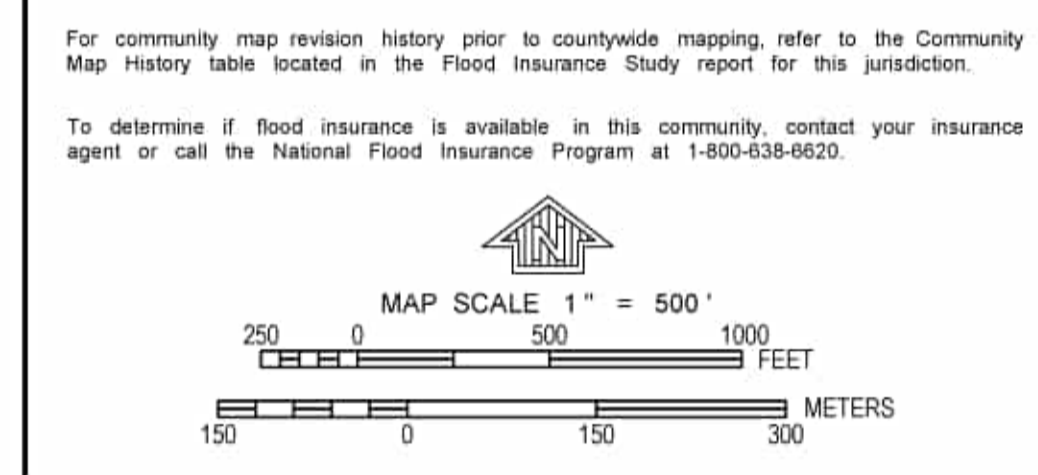 For community map revision history prior to countywide mapping, refer to the Community
Map History table located in the Flood Insurance Study report for this jurisdiction.
To determine if flood insurance is available in this community, contact your insurance
agent or call the National Flood Insurance Program at 1-800-638-6620.
N
MAP SCALE 1" = 500'
250 0 500 1000
FEET
METERS
150 0 150 300